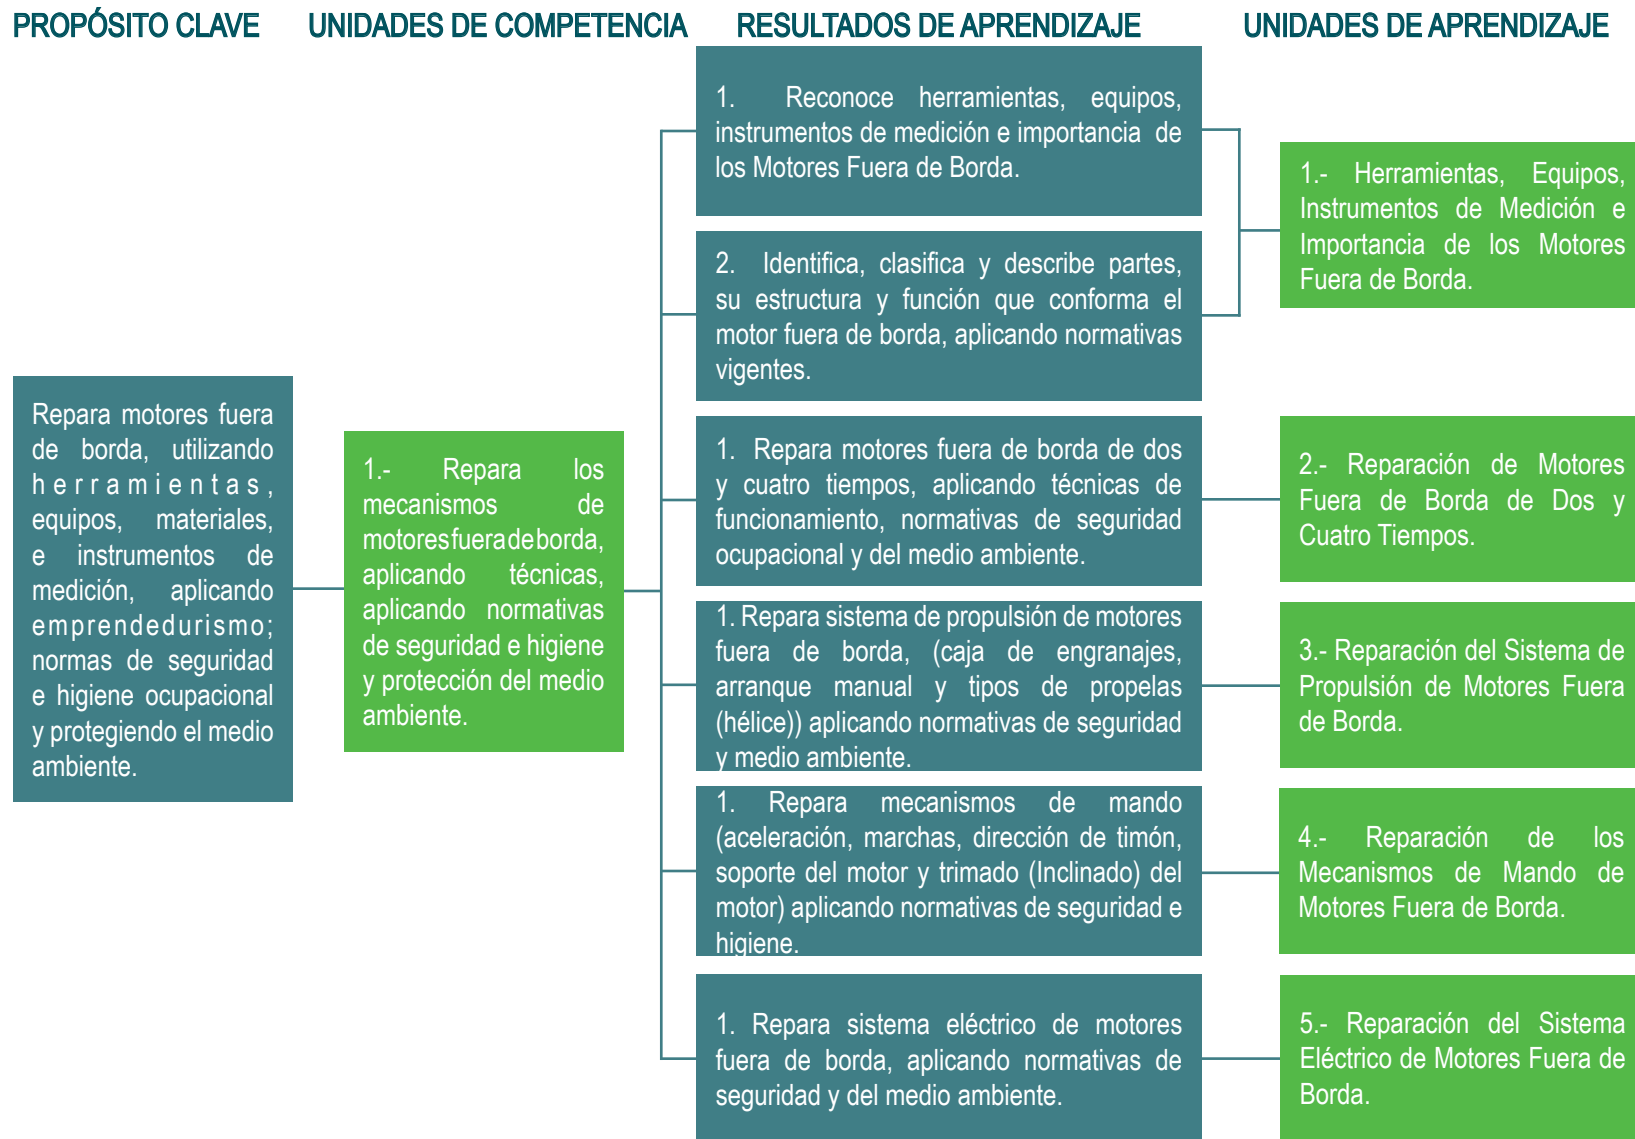 PROPÓSITO CLAVE
UNIDADES DE COMPETENCIA
RESULTADOS DE APRENDIZAJE
UNIDADES DE APRENDIZAJE
Repara motores fuera
de borda, utilizando
herramientas,
equipos, materiales,
e instrumentos de
medición, aplicando
emprendedurismo;
normas de seguridad
e higiene ocupacional
y protegiendo el medio
ambiente.
1.- Repara los
mecanismos de
motores fuera de borda,
aplicando técnicas,
aplicando normativas
de seguridad e higiene
y protección del medio
ambiente.
1. Reconoce herramientas, equipos,
instrumentos de medición e importancia de
los Motores Fuera de Borda.
2. Identifica, clasifica y describe partes,
su estructura y función que conforma el
motor fuera de borda, aplicando normativas
vigentes.
1. Repara motores fuera de borda de dos
y cuatro tiempos, aplicando técnicas de
funcionamiento, normativas de seguridad
ocupacional y del medio ambiente.
1. Repara sistema de propulsión de motores
fuera de borda, (caja de engranajes,
arranque manual y tipos de propelas
(hélice)) aplicando normativas de seguridad
y medio ambiente.
1. Repara mecanismos de mando
(aceleración, marchas, dirección de timón,
soporte del motor y trimado (Inclinado) del
motor) aplicando normativas de seguridad e
higiene.
1. Repara sistema eléctrico de motores
fuera de borda, aplicando normativas de
seguridad y del medio ambiente.
1.- Herramientas, Equipos,
Instrumentos de Medición e
Importancia de los Motores
Fuera de Borda.
2.- Reparación de Motores
Fuera de Borda de Dos y
Cuatro Tiempos.
3.- Reparación del Sistema de
Propulsión de Motores Fuera
de Borda.
4.- Reparación de los
Mecanismos de Mando de
Motores Fuera de Borda.
5.- Reparación del Sistema
Eléctrico de Motores Fuera de
Borda.